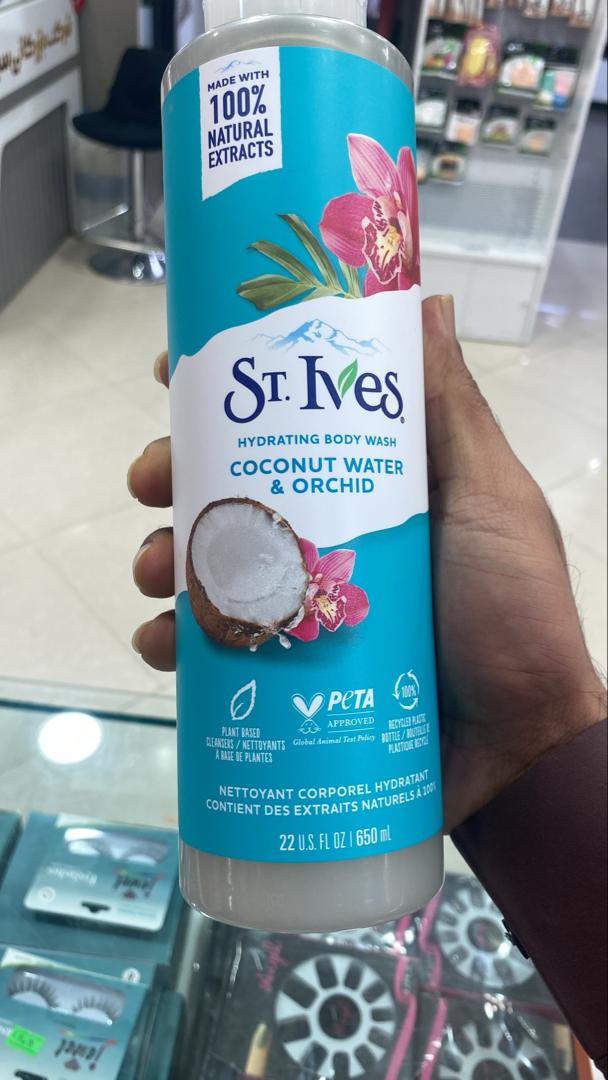 MADE WITH
100%
NATURAL
EXTRACTS
ST. IVES®
HYDRATING BODY WASH
COCONUT WATER
& ORCHID
PLANT BASED
CLEANSERS / NETTOYANTS
À BASE DE PLANTES
PETA
APPROVED
Global Animal Test Policy
100%
RECYCLED PLASTIC
BOTTLE / BOUTEILLE
PLASTIQUE RECYCLÉ
NETTOYANT CORPOREL HYDRATANT
CONTIENT DES EXTRAITS NATURELS À 100%
22 U.S. FL OZ | 650 mL
Eyelashes